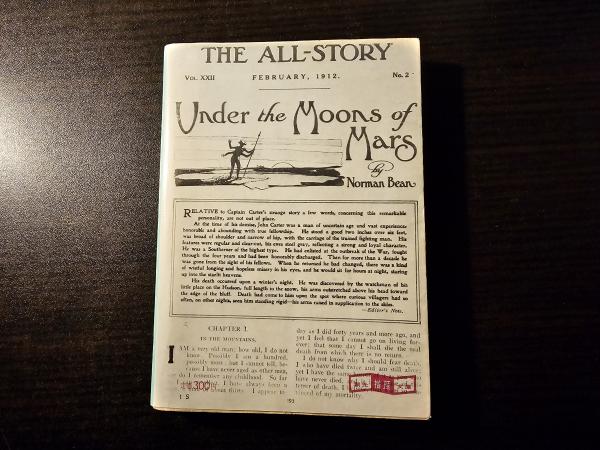 THE ALL-STORY
VOL. XXII
FEBRUARY, 1912.
No. 2
Under the Moons of
Mars
by
Norman Bean
RELATIVE to Captain Carter's strange story a few words, concerning this remarkable
personality, are not out of place.
At the time of his demise, John Carter was a man of uncertain age and vast experience,
honorable and abounding with true fellowship. He stood a good two inches over six feet,
was broad of shoulder and narrow of hip, with the carriage of the trained fighting man. His
features were regular and clear-cut, his eyes steel gray, reflecting a strong and loyal character.
He was a Southerner of the highest type. He had enlisted at the outbreak of the War, fought
through the four years and had been honorably discharged. Then for more than a decade he
was gone from the sight of his fellows. When he returned he had changed, there was a kind
of wistful longing and hopeless misery in his eyes, and he would sit for hours at night, staring
up into the starlit heavens.
His death occurred upon a winter's night. He was discovered by the watchman of his
little place on the Hudson, full length in the snow, his arms outstretched above his head toward
the edge of the bluff. Death had come to him upon the spot where curious villagers had so
often, on other nights, seen him standing rigid—his arms raised in supplication to the skies.
—Editor's Note.
CHAPTER I.
IN THE MOUNTAINS.
I AM a very old man; how old, I do not
know. Possibly I am a hundred,
possibly more; but I cannot tell, be-
cause I have never aged as other men,
do I remember any childhood. So far
I have always been a
about thirty. I appear to
300
1 S
day as I did forty years and more ago, and
yet I feel that I cannot go on living for-
ever; that some day I shall die the real
death from which there is no return.
I do not know why I should fear death,
I who have died twice and am still alive;
yet I have the same
have never died,
terror of death, I
vinced of my mortality.
193